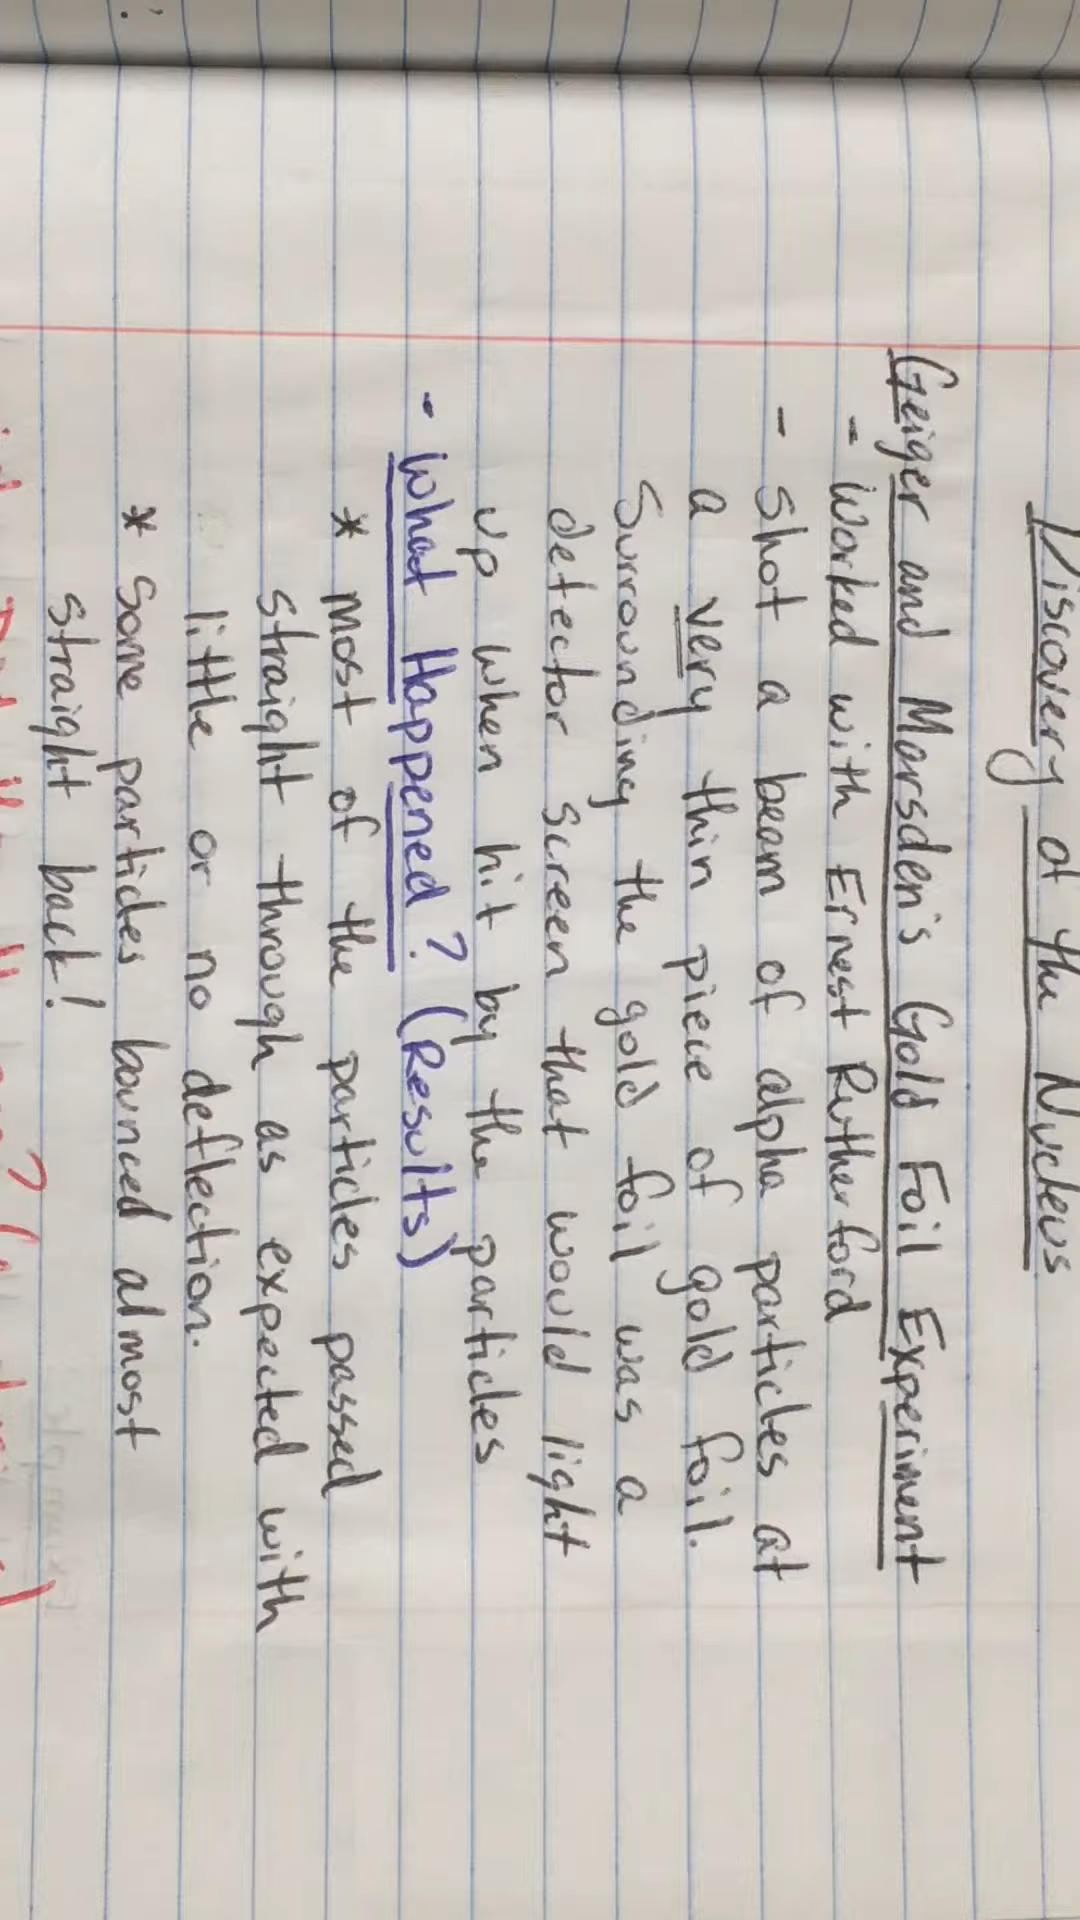 Discovery of the Nucleus
Geiger and Marsden's Gold Foil Experiment
- Worked with Ernest Rutherford
- shot a beam of alpha particles at
a very thin piece of gold foil.
Surrounding the gold foil was a
detector screen that would light
up when hit by the particles
- What Happened? (Results)
* most of the particles passed
straight through as expected with
little or no deflection.
* Some particles bounced almost
straight back!